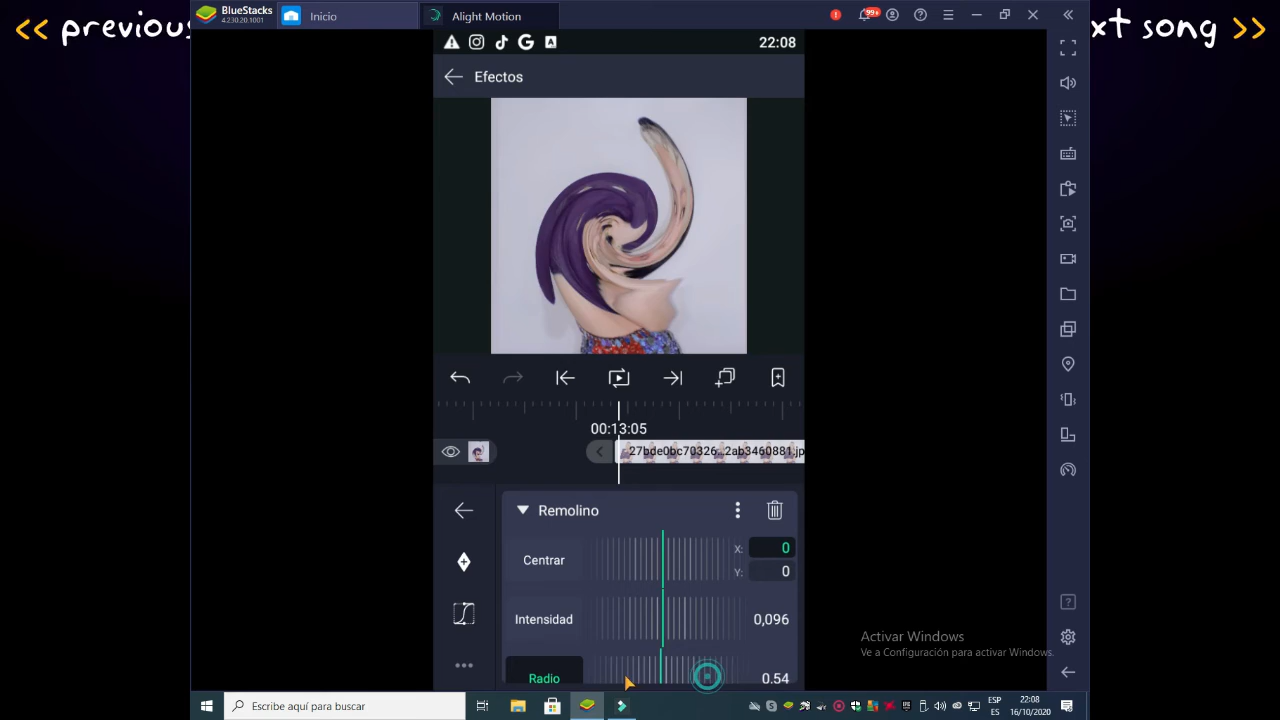 << previous
xt song >>
BlueStacks
4.230.20.1001
Inicio
Alight Motion
99+
22:08
Efectos
00:13:05
27bde0bc70326...2ab3460881.jp
Remolino
Centrar
X: 0
Y: 0
Intensidad
0,096
Radio
0.54
Activar Windows
Ve a Configuración para activar Windows.
Escribe aquí para buscar
ESP
ES
22:08
16/10/2020